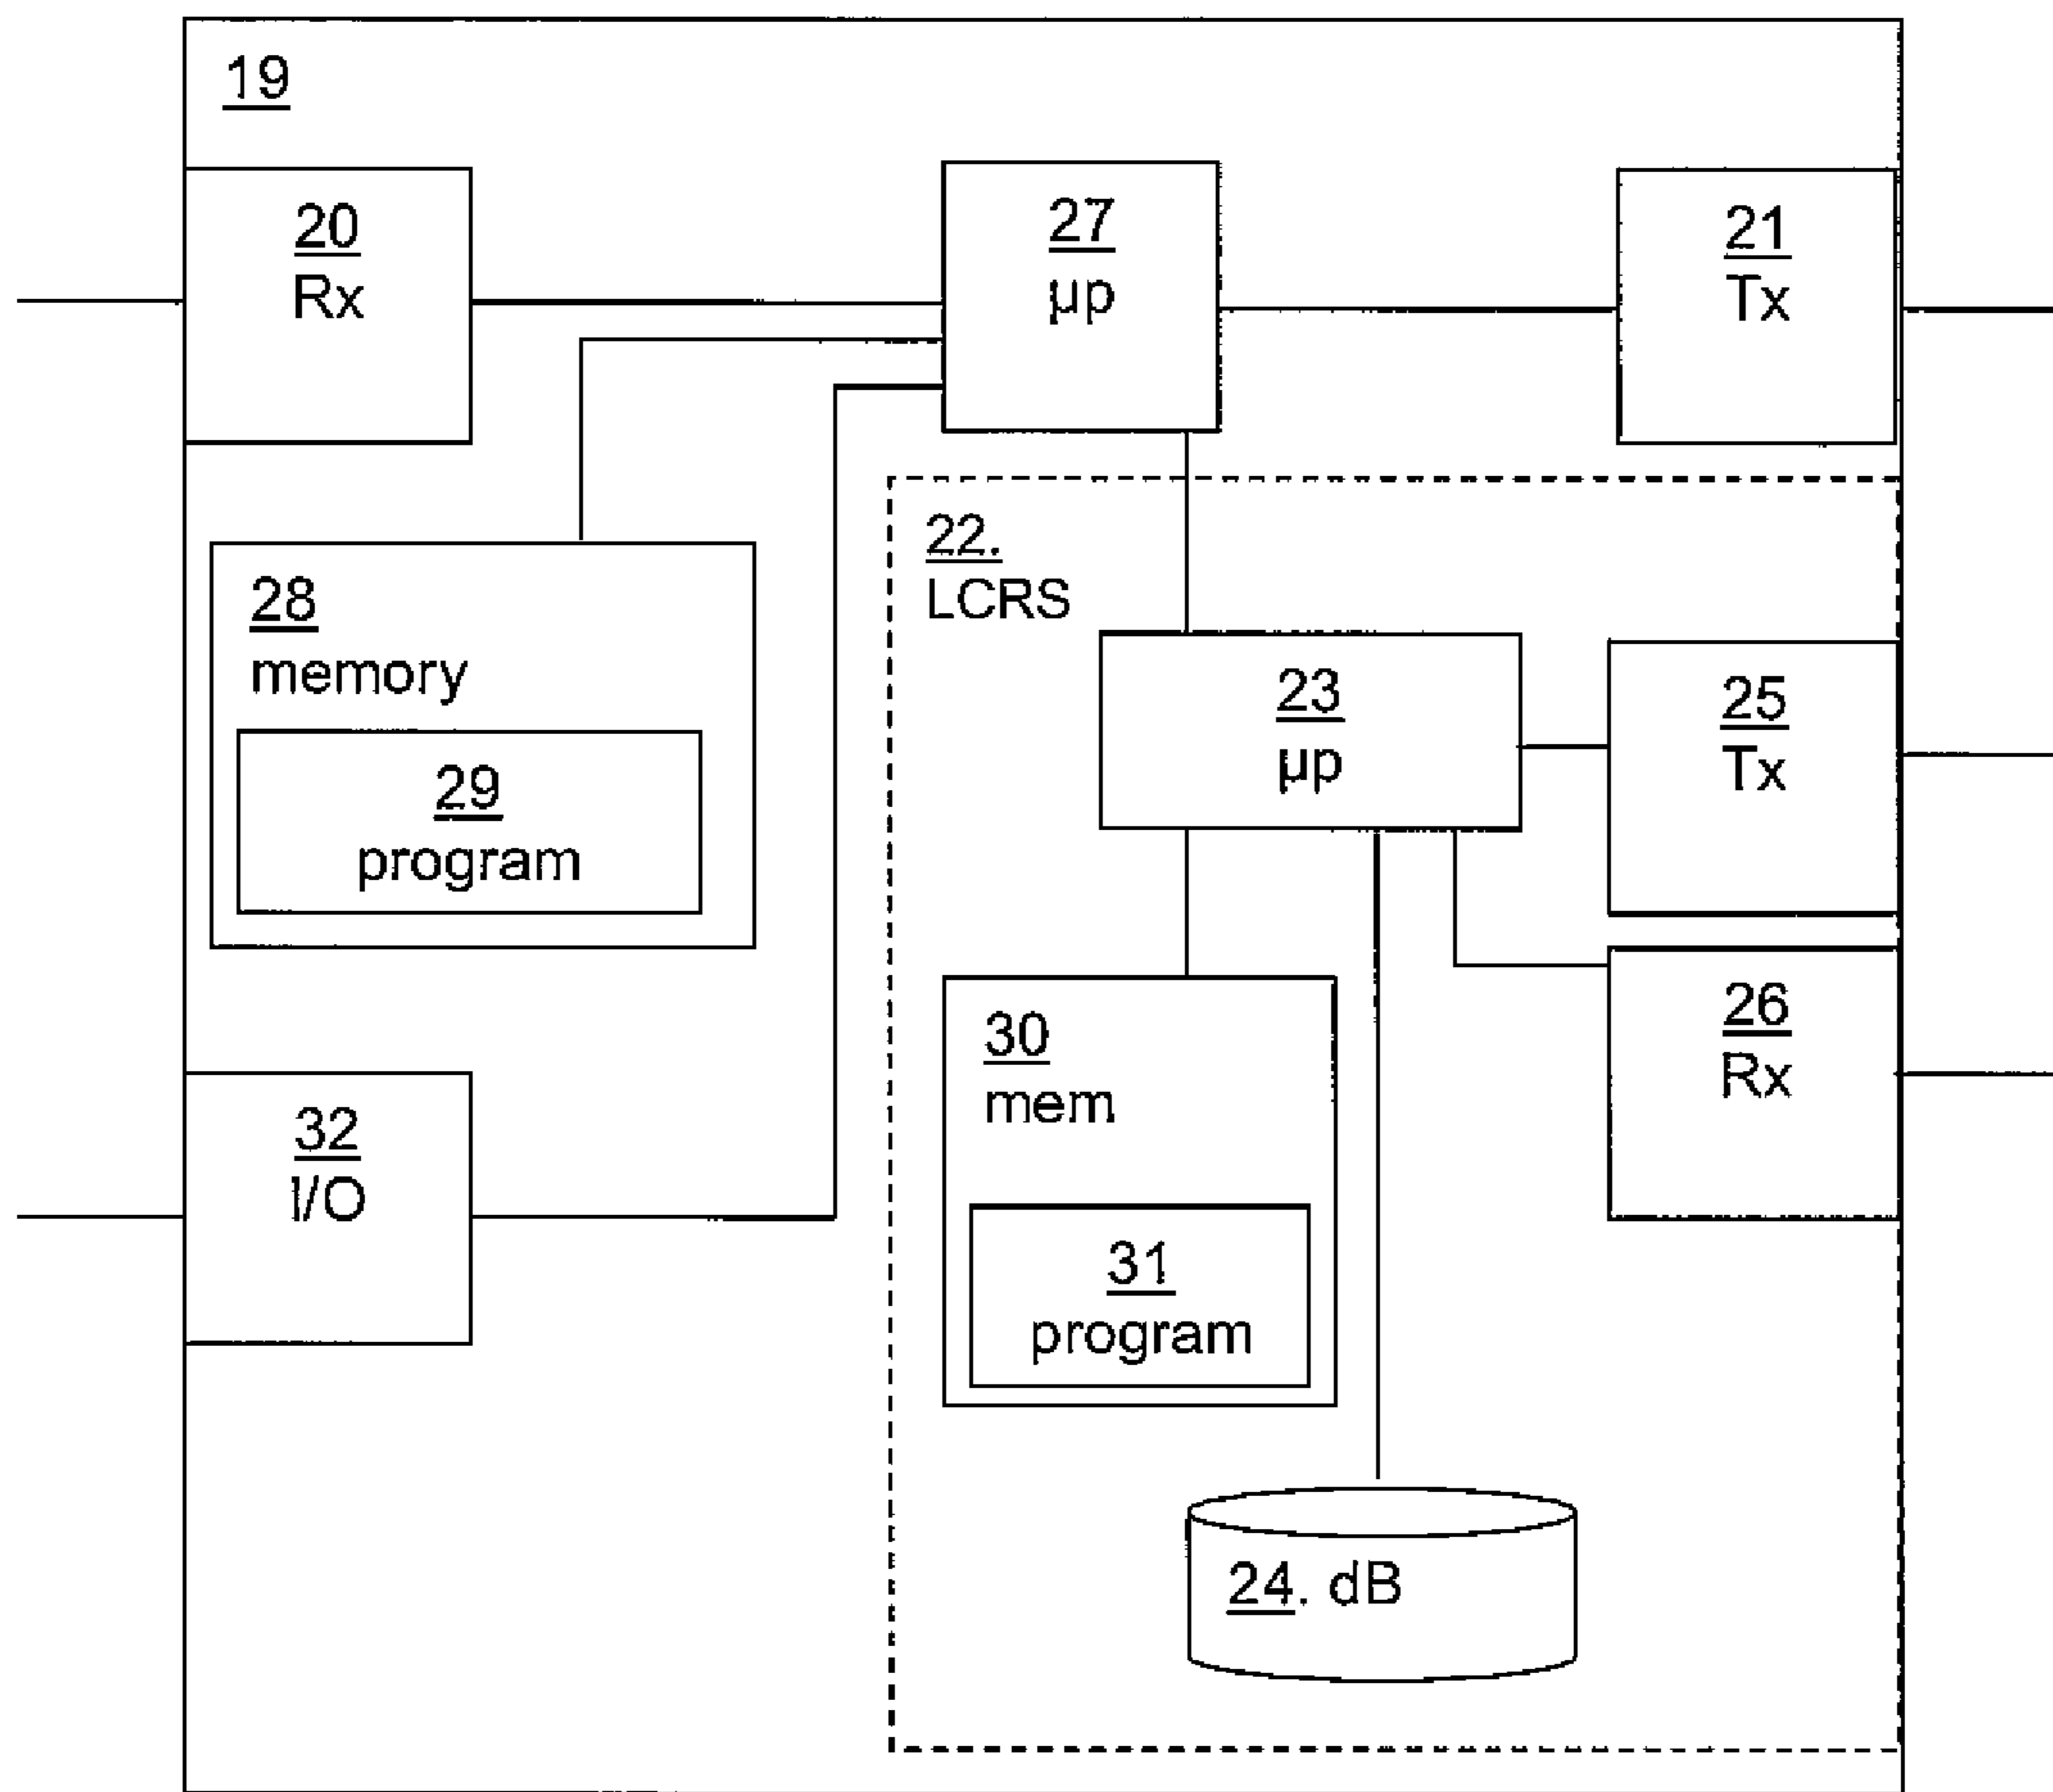 19
20
Rx
27
µp
21
Tx
22.
LCRS
28
memory
29
program
23
µp
25
Tx
26
Rx
30
mem
31
program
32
I/O
24. dB